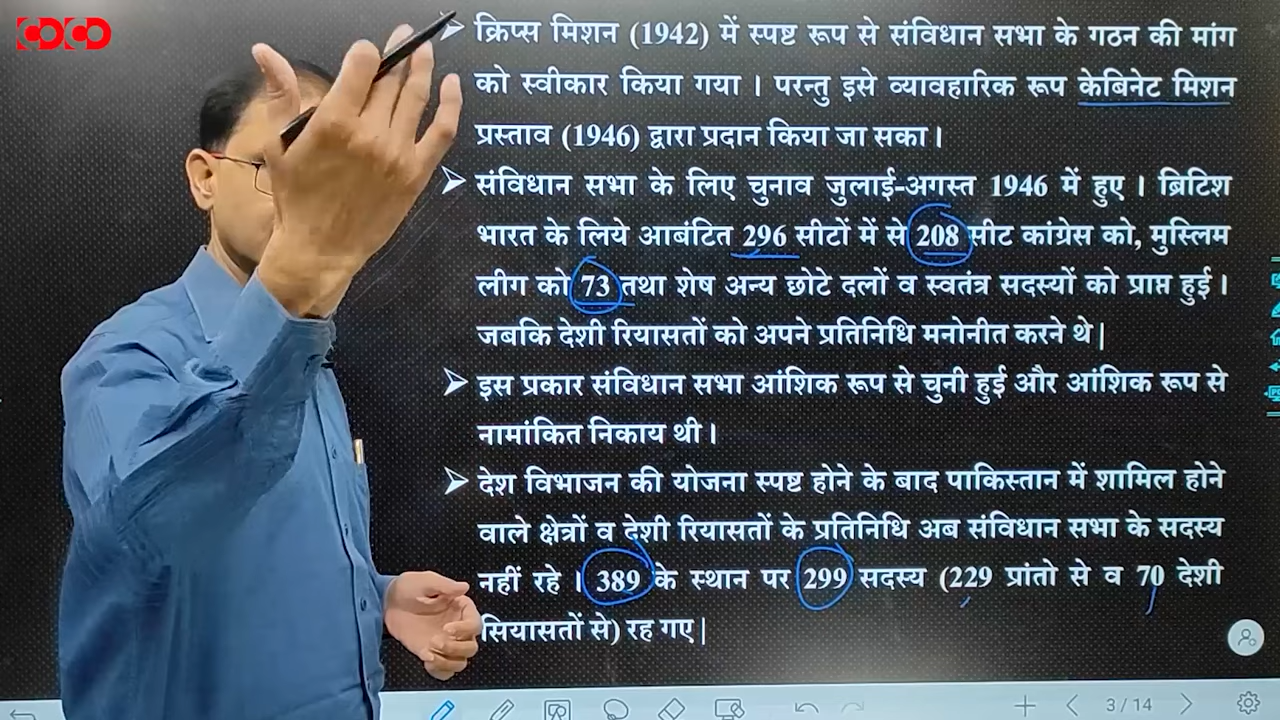 COCO
क्रिप्स मिशन (1942) में स्पष्ट रूप से संविधान सभा के गठन की मांग
को स्वीकार किया गया । परन्तु इसे व्यावहारिक रूप केबिनेट मिशन
प्रस्ताव (1946) द्वारा प्रदान किया जा सका।
संविधान सभा के लिए चुनाव जुलाई-अगस्त 1946 में हुए । ब्रिटिश
भारत के लिये आबंटित 296 सीटों में से 208 सीट कांग्रेस को, मुस्लिम
लीग को 73 तथा शेष अन्य छोटे दलों व स्वतंत्र सदस्यों को प्राप्त हुई ।
जबकि देशी रियासतों को अपने प्रतिनिधि मनोनीत करने थे|
इस प्रकार संविधान सभा आंशिक रूप से चुनी हुई और आंशिक रूप से
नामांकित निकाय थी ।
देश विभाजन की योजना स्पष्ट होने के बाद पाकिस्तान में शामिल होने
वाले क्षेत्रों व देशी रियासतों के प्रतिनिधि अब संविधान सभा के सदस्य
नहीं रहे । 389 के स्थान पर 299 सदस्य (229 प्रांतो से व 70 देशी
सियासतों से) रह गए|
3 / 14